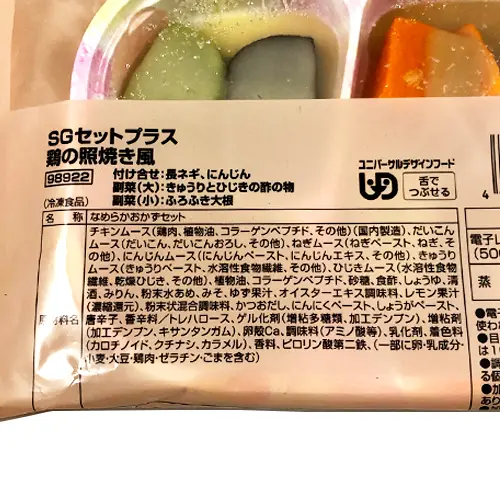 SGセットプラス
鶏の照焼き風
98922
付け合せ：長ネギ、にんじん
副菜（大）：きゅうりとひじきの酢の物
副菜（小）：ふろふき大根
（冷凍食品）
ユニバーサルデザインフード
UDF
舌で
つぶせる
名称
なめらかおかずセット
原材料名
チキンムース（鶏肉、植物油、コラーゲンペプチド、その他）（国内製造）、だいこん
ムース（だいこん、だいこんおろし、その他）、ねぎムース（ねぎペースト、ねぎ、そ
の他）、にんじんムース（にんじんペースト、にんじんエキス、その他）、きゅうり
ムース（きゅうりペースト、水溶性食物繊維、その他）、ひじきムース（水溶性食物
繊維、乾燥ひじき、その他）、植物油、コラーゲンペプチド、砂糖、食酢、しょうゆ、清
酒、みりん、粉末水あめ、みそ、ゆず果汁、オイスターエキス調味料、レモン果汁
（濃縮還元）、粉末状混合調味料、かつおだし、にんにくペースト、しょうがペースト、
唐辛子、香辛料／トレハロース、ゲル化剤（増粘多糖類、加工デンプン）、増粘剤
（加工デンプン、キサンタンガム）、卵殻Ca、調味料（アミノ酸等）、乳化剤、着色料
（カロチノイド、クチナシ、カラメル）、香料、ピロリン酸第二鉄、（一部に卵・乳成分・
小麦・大豆・鶏肉・ゼラチン・ごまを含む）
電子レ
（50
蒸
●電子
使わ
●目
は1
●調
る個
●加
あり